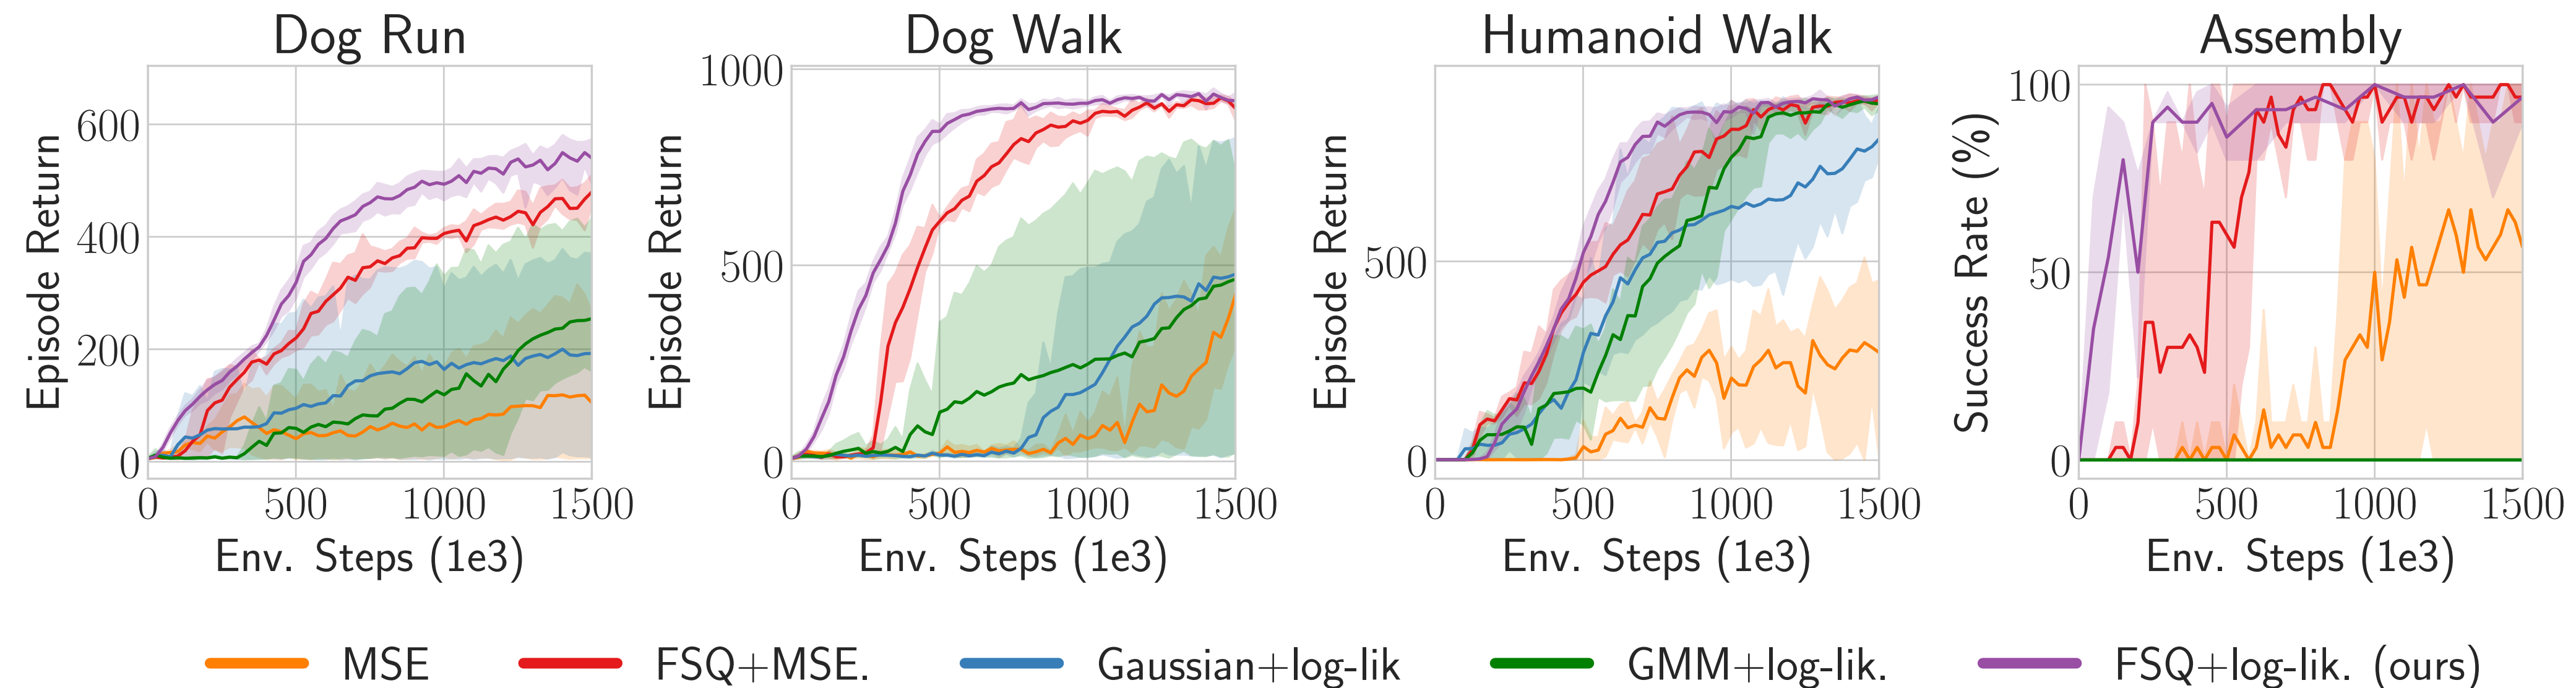 Dog Run
Dog Walk
Humanoid Walk
Assembly
Episode Return
600
400
200
0
0 500 1000 1500
Env. Steps (1e3)
Episode Return
1000
500
0
0 500 1000 1500
Env. Steps (1e3)
Episode Return
500
0
0 500 1000 1500
Env. Steps (1e3)
Success Rate (%)
100
50
0
0 500 1000 1500
Env. Steps (1e3)
MSE FSQ+MSE. Gaussian+log-lik GMM+log-lik. FSQ+log-lik. (ours)